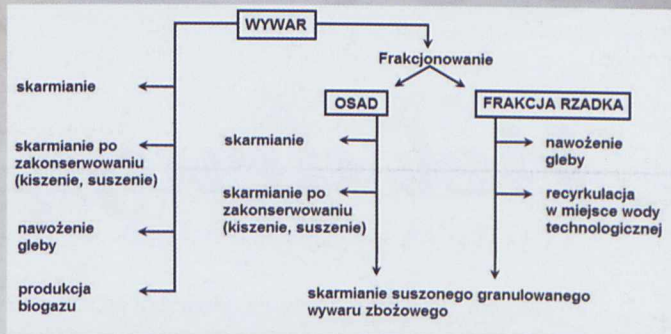 WYWAR
Frakcjonowanie
skarmianie
skarmianie po
zakonserwowaniu
(kiszenie, suszenie)
nawożenie
gleby
produkcja
biogazu
OSAD
skarmianie
skarmianie po
zakonserwowaniu
(kiszenie, suszenie)
FRAKCJA RZADKA
nawożenie
gleby
recyrkulacja
w miejsce wody
technologicznej
skarmianie suszonego granulowanego
wywaru zbożowego